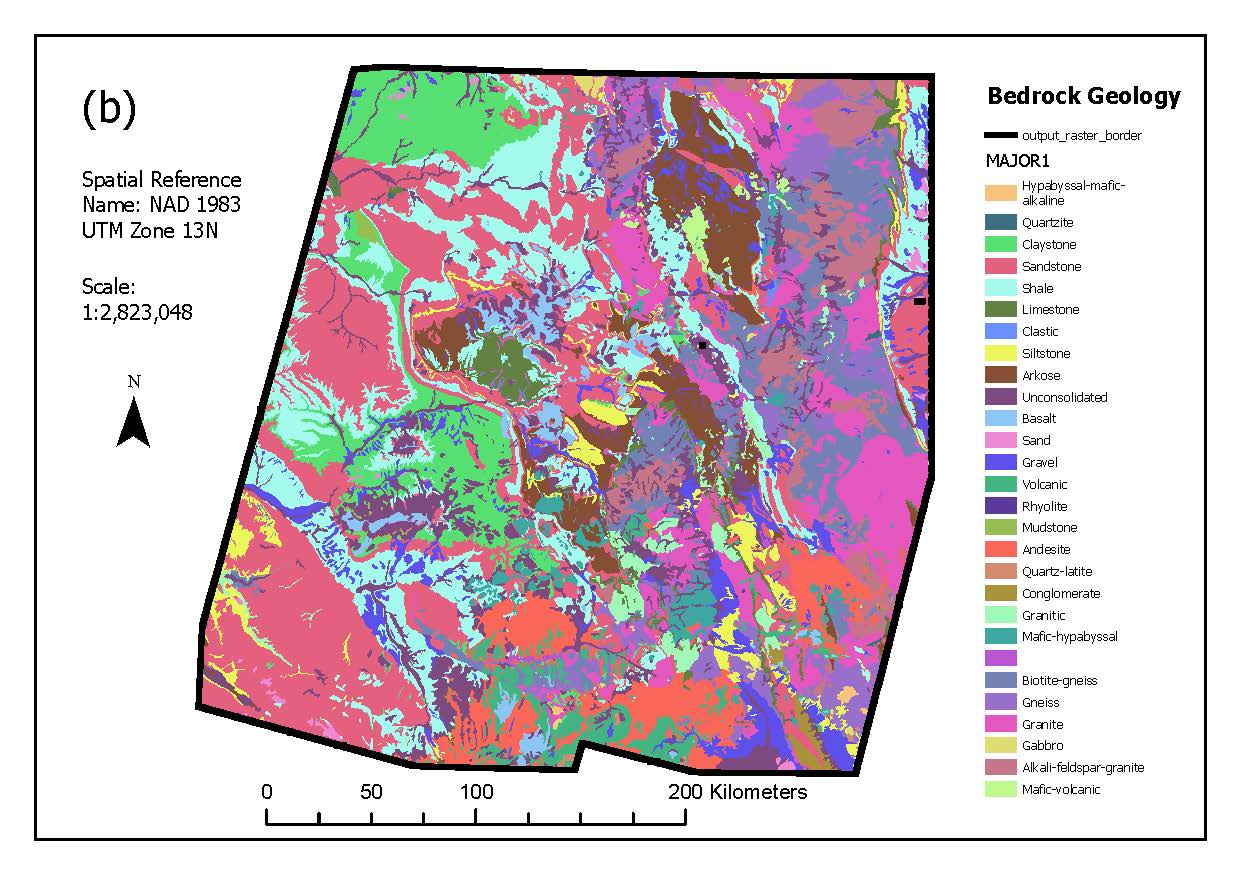 (b)
Spatial Reference
Name: NAD 1983
UTM Zone 13N
Scale:
1:2,823,048
N
0 50 100 200 Kilometers
Bedrock Geology
output_raster_border
MAJOR1
Hypabyssal-mafic-
alkaline
Quartzite
Claystone
Sandstone
Shale
Limestone
Clastic
Siltstone
Arkose
Unconsolidated
Basalt
Sand
Gravel
Volcanic
Rhyolite
Mudstone
Andesite
Quartz-latite
Conglomerate
Granitic
Mafic-hypabyssal
Biotite-gneiss
Gneiss
Granite
Gabbro
Alkali-feldspar-granite
Mafic-volcanic